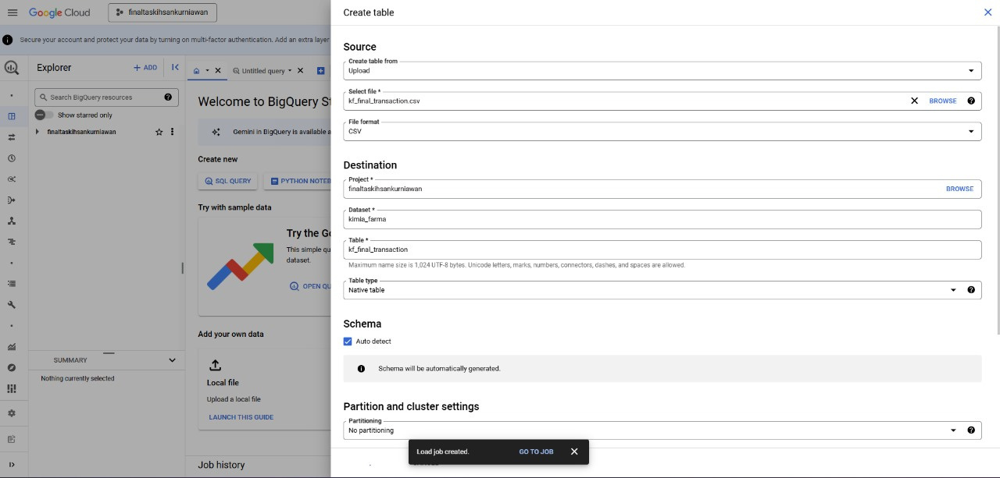 Google Cloud
finaltaskihsankurniawan
Secure your account and protect your data by turning on multi-factor authentication. Add an extra layer
Explorer
+ ADD
Search BigQuery resources
Show starred only
finaltaskihsankurniawan
SUMMARY
Nothing currently selected
Untitled query
Welcome to BigQuery St
Gemini in BigQuery is available a
Create new
SQL QUERY
PYTHON NOTEB
Try with sample data
Try the Go
This simple qu
dataset.
OPEN QU
Add your own data
Local file
Upload a local file
LAUNCH THIS GUIDE
Job history
Create table
Source
Create table from
Upload
Select file *
kf_final_transaction.csv
BROWSE
File format
CSV
Destination
Project *
finaltaskihsankurniawan
BROWSE
Dataset *
kimia_farma
Table *
kf_final_transaction
Maximum name size is 1,024 UTF-8 bytes. Unicode letters, marks, numbers, connectors, dashes, and spaces are allowed.
Table type
Native table
Schema
Auto detect
Schema will be automatically generated.
Partition and cluster settings
Partitioning
No partitioning
Load job created.
GO TO JOB